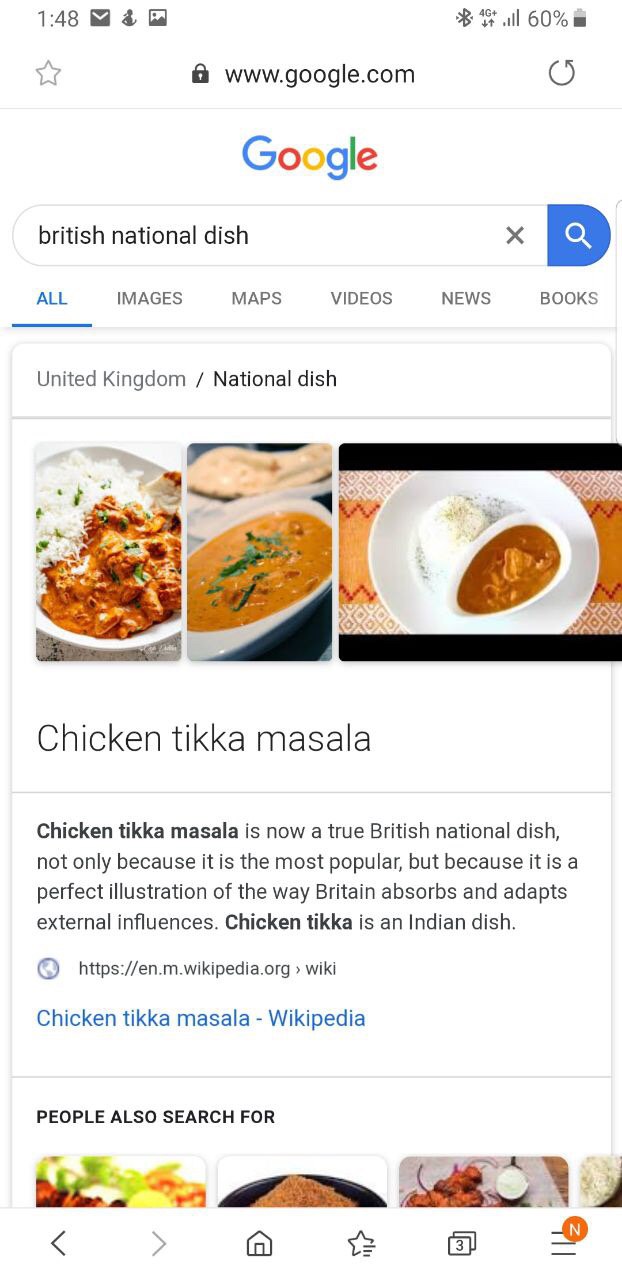 1:48 4G+ 60%
www.google.com
Google
british national dish
ALL IMAGES MAPS VIDEOS NEWS BOOKS
United Kingdom / National dish
Chicken tikka masala
Chicken tikka masala is now a true British national dish,
not only because it is the most popular, but because it is a
perfect illustration of the way Britain absorbs and adapts
external influences. Chicken tikka is an Indian dish.
https://en.m.wikipedia.org › wiki
Chicken tikka masala - Wikipedia
PEOPLE ALSO SEARCH FOR
3 N